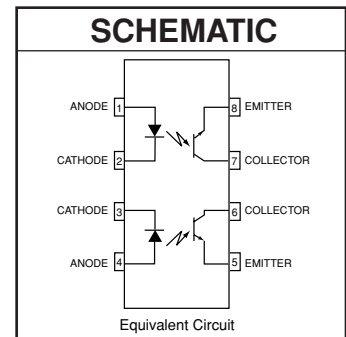 SCHEMATIC
ANODE 1 8 EMITTER
CATHODE 2 7 COLLECTOR
CATHODE 3 6 COLLECTOR
ANODE 4 5 EMITTER
Equivalent Circuit